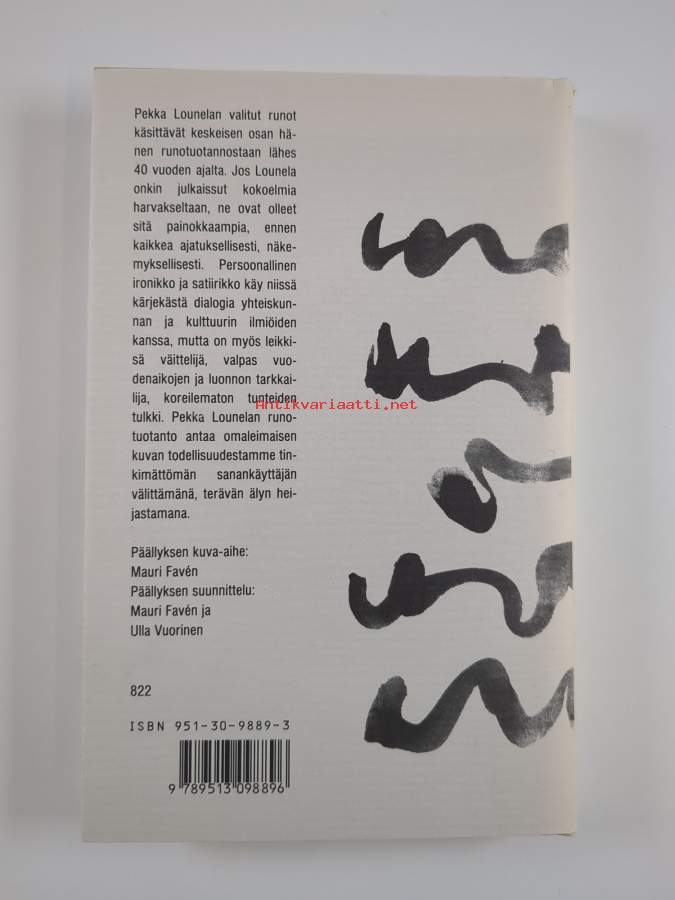 Pekka Lounelan valitut runot
käsittävät keskeisen osan hä-
nen runotuotannostaan lähes
40 vuoden ajalta. Jos Lounela
onkin julkaissut kokoelmia
harvakseltaan, ne ovat olleet
sitä painokkaampia, ennen
kaikkea ajatuksellisesti, näke-
myksellisesti. Persoonallinen
ironikko ja satiirikko käy niissä
kärjekästä dialogia yhteiskun-
nan ja kulttuurin ilmiöiden
kanssa, mutta on myös leikki-
sä väittelijä, valpas vuo-
denaikojen ja luonnon tarkkai-
lija, koreilematon tunteiden
tulkki. Pekka Lounelan runo-
tuotanto antaa omaleimaisen
kuvan todellisuudestamme tin-
kimättömän sanankäyttäjän
välittämänä, terävän älyn hei-
jastamana.
Antikvariaatti.net
Päällyksen kuva-aihe:
Mauri Favén
Päällyksen suunnittelu:
Mauri Favén ja
Ulla Vuorinen
822
ISBN 951-30-9889-3
9 789513 098896